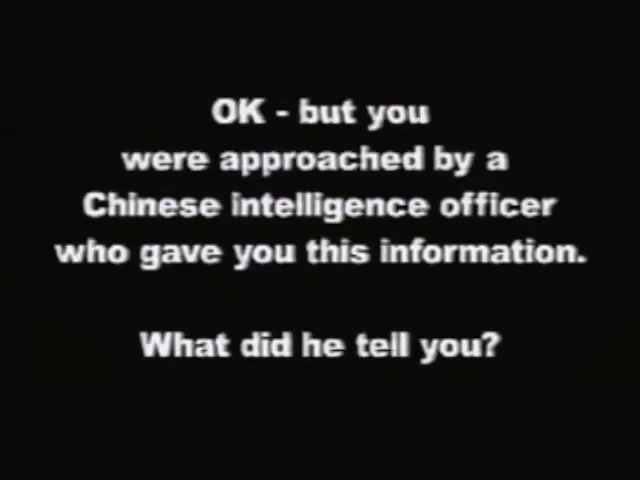 OK - but you
were approached by a
Chinese intelligence officer
who gave you this information.
What did he tell you?